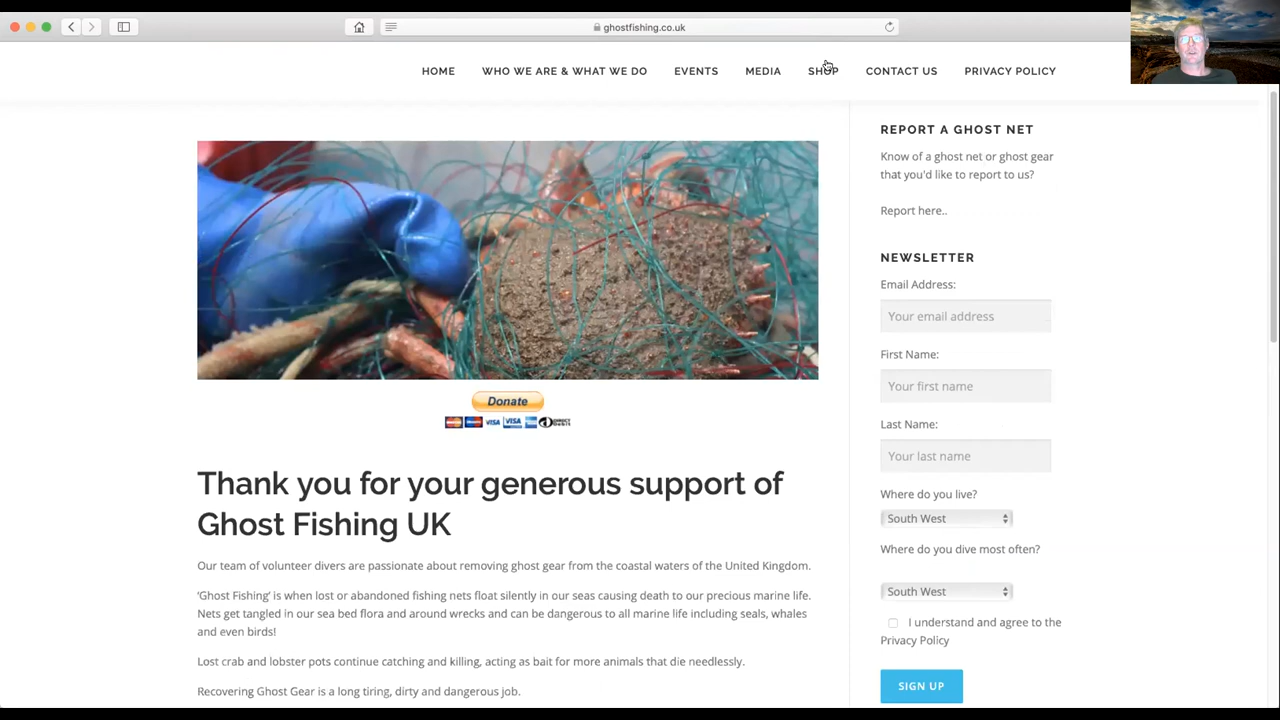 ghostfishing.co.uk
HOME WHO WE ARE & WHAT WE DO EVENTS MEDIA SHOP CONTACT US PRIVACY POLICY
Donate
VISA VISA DIRECT Debit
Thank you for your generous support of
Ghost Fishing UK
Our team of volunteer divers are passionate about removing ghost gear from the coastal waters of the United Kingdom.
'Ghost Fishing' is when lost or abandoned fishing nets float silently in our seas causing death to our precious marine life.
Nets get tangled in our sea bed flora and around wrecks and can be dangerous to all marine life including seals, whales
and even birds!
Lost crab and lobster pots continue catching and killing, acting as bait for more animals that die needlessly.
Recovering Ghost Gear is a long tiring, dirty and dangerous job.
REPORT A GHOST NET
Know of a ghost net or ghost gear
that you'd like to report to us?
Report here..
NEWSLETTER
Email Address:
Your email address
First Name:
Your first name
Last Name:
Your last name
Where do you live?
South West
Where do you dive most often?
South West
I understand and agree to the
Privacy Policy
SIGN UP